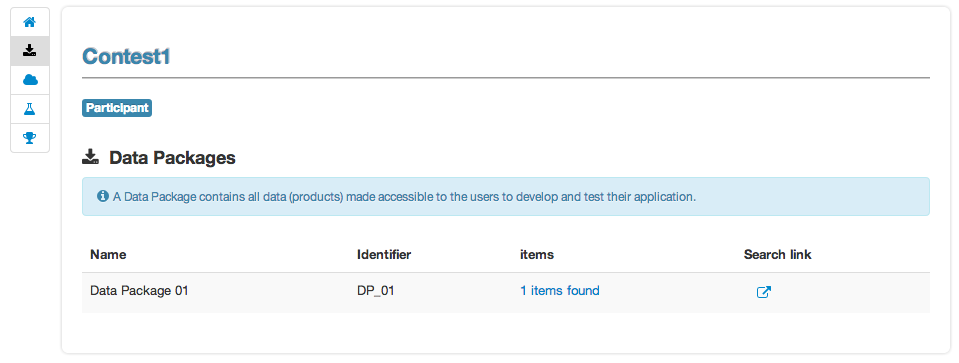 Contest1
Participant
Data Packages
A Data Package contains all data (products) made accessible to the users to develop and test their application.
Name Identifier items Search link
Data Package 01 DP_01 1 items found